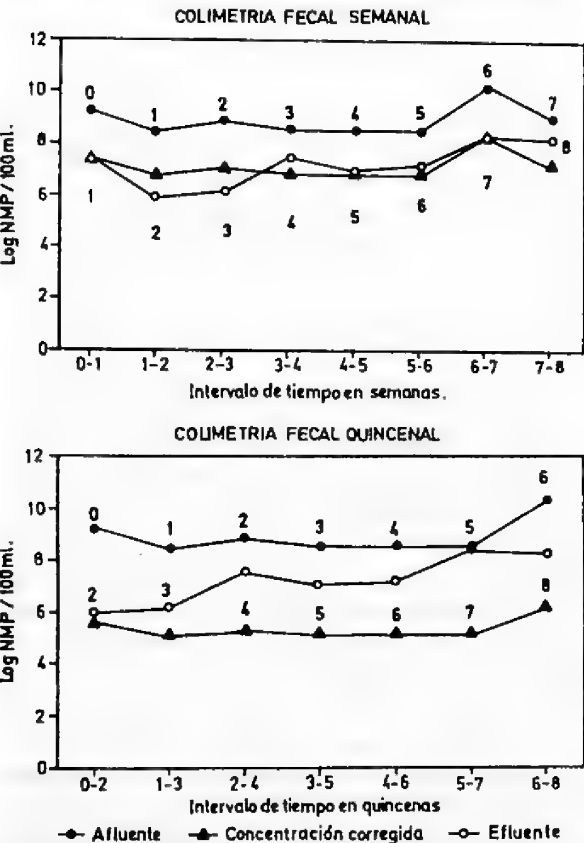 COLIMETRIA FECAL SEMANAL
12
10
8
6
4
2
0
Log NMP / 100ml.
0 1 2 3 4 5 6 7
1 2 3 4 5 6 7 8
0-1 1-2 2-3 3-4 4-5 5-6 6-7 7-8
Intervalo de tiempo en semanas.
COLIMETRIA FECAL QUINCENAL
12
10
8
6
4
2
0
Log NMP / 100ml.
0 1 2 3 4 5 6
2 3 4 5 6 7 8
0-2 1-3 2-4 3-5 4-6 5-7 6-8
Intervalo de tiempo en quincenas
Afluente Concentración corregida Efluente